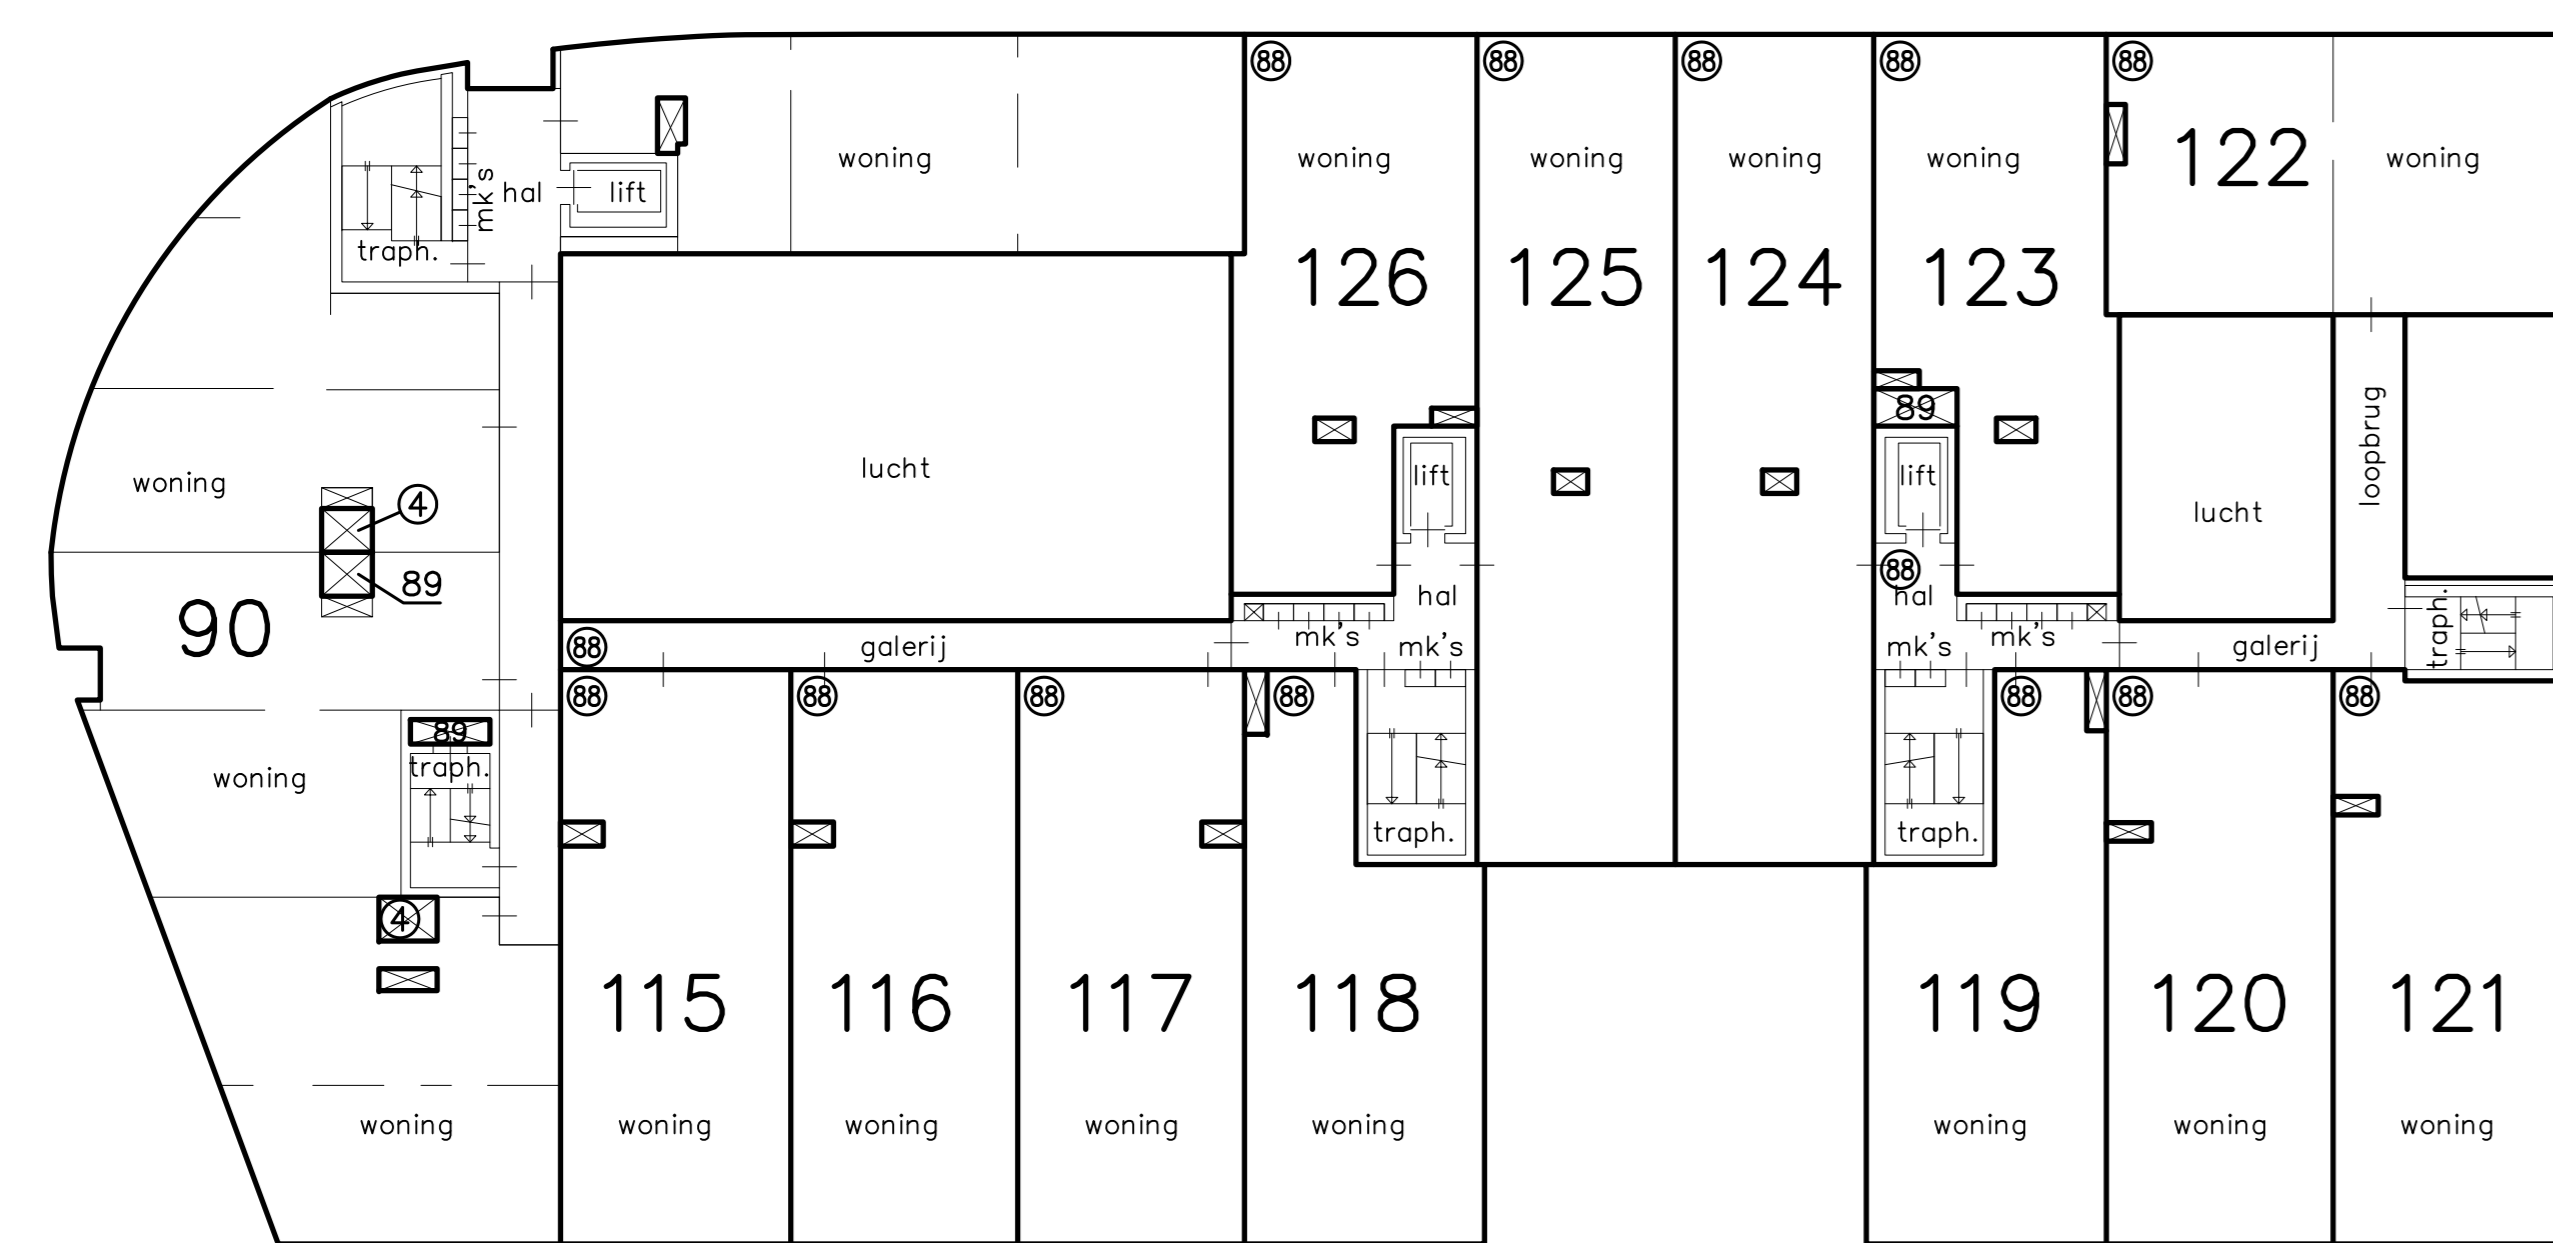 88
88
88
88
88
woning
woning
woning
woning
woning
122
woning
mk's
hal
lift
traph.
126
125
124
123
89
lift
lift
loopbrug
woning
4
lucht
lucht
89
88
hal
hal
90
88
galerij
mk's
mk's
mk's
mk's
galerij
traph.
88
88
88
88
88
88
88
89
traph.
woning
traph.
traph.
4
115
116
117
118
119
120
121
woning
woning
woning
woning
woning
woning
woning
woning